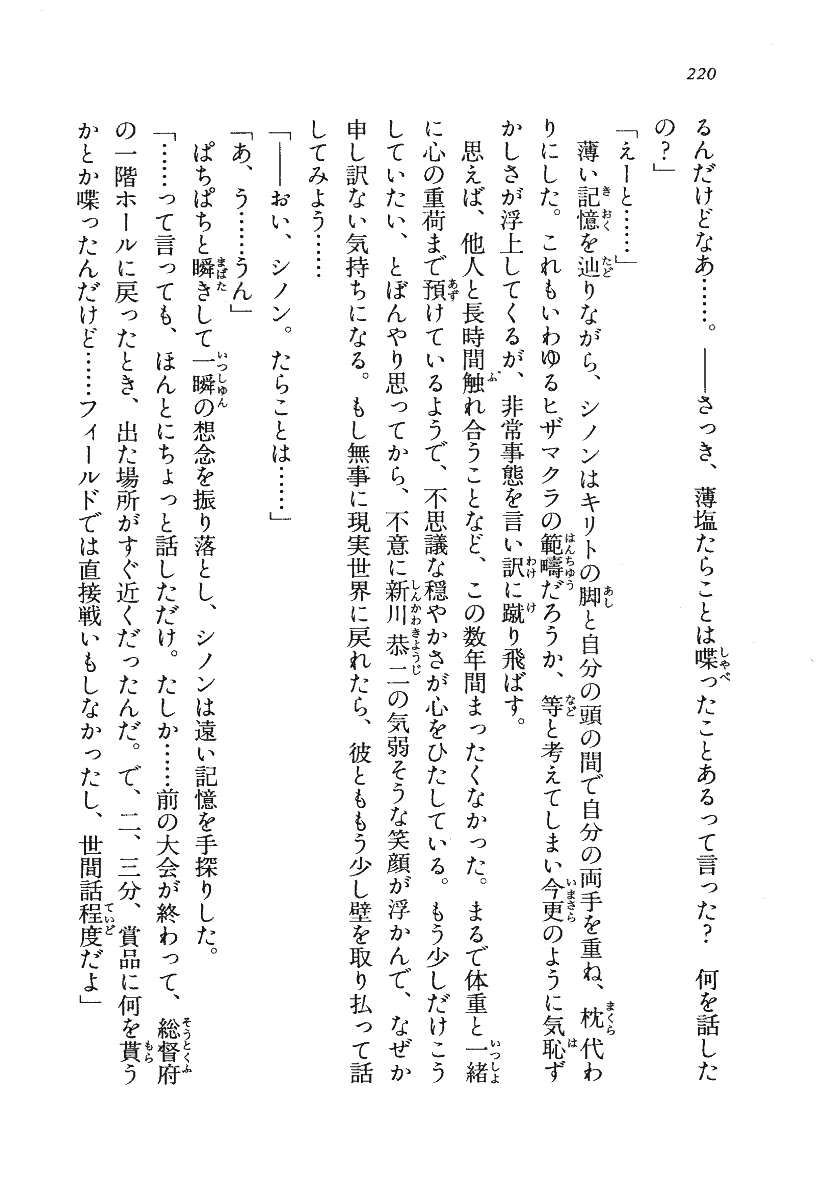 220
るんだけどなあ……。――さっき、薄塩たらことは喋ったことあるって言った？　何を話した
の？」
「えーと……」
　薄い記憶を辿りながら、シノンはキリトの脚と自分の頭の間で自分の両手を重ね、枕代わ
りにした。これもいわゆるヒザマクラの範疇だろうか、等と考えてしまい今更のように気恥ず
かしさが浮上してくるが、非常事態を言い訳に蹴り飛ばす。
　思えば、他人と長時間触れ合うことなど、この数年間まったくなかった。まるで体重と一緒
に心の重荷まで預けているようで、不思議な穏やかさが心をひたしている。もう少しだけこう
していたい、とぼんやり思ってから、不意に新川恭二の気弱そうな笑顔が浮かんで、なぜか
申し訳ない気持ちになる。もし無事に現実世界に戻れたら、彼とももう少し壁を取り払って話
してみよう……
「――おい、シノン。たらことは……」
「あ、う……うん」
　ぱちぱちと瞬きして一瞬の想念を振り落とし、シノンは遠い記憶を手探りした。
「……って言っても、ほんとにちょっと話しただけ。たしか……前の大会が終わって、総督府
の一階ホールに戻ったとき、出た場所がすぐ近くだったんだ。で、二、三分、賞品に何を貰う
かとか喋ったんだけど……フィールドでは直接戦いもしなかったし、世間話程度だよ」